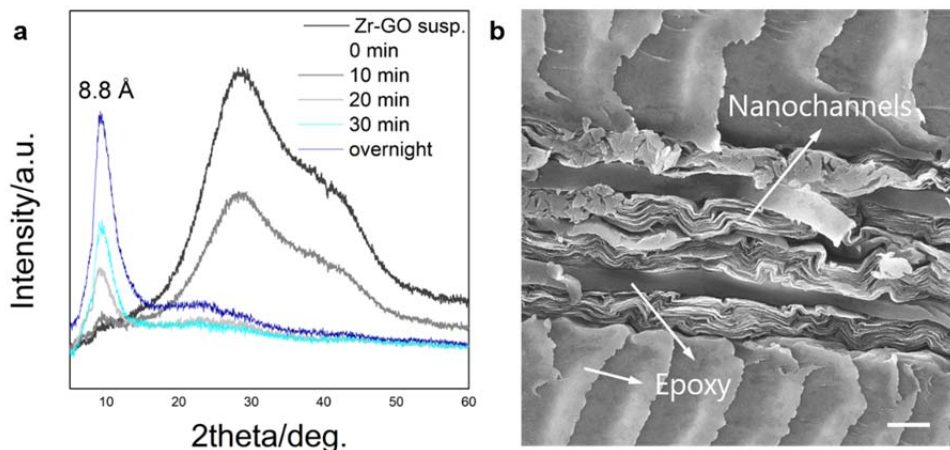 a
Zr-GO susp.
0 min
10 min
20 min
30 min
overnight
8.8 Å
Intensity/a.u.
10 20 30 40 50 60
2theta/deg.
b
Nanochannels
Epoxy